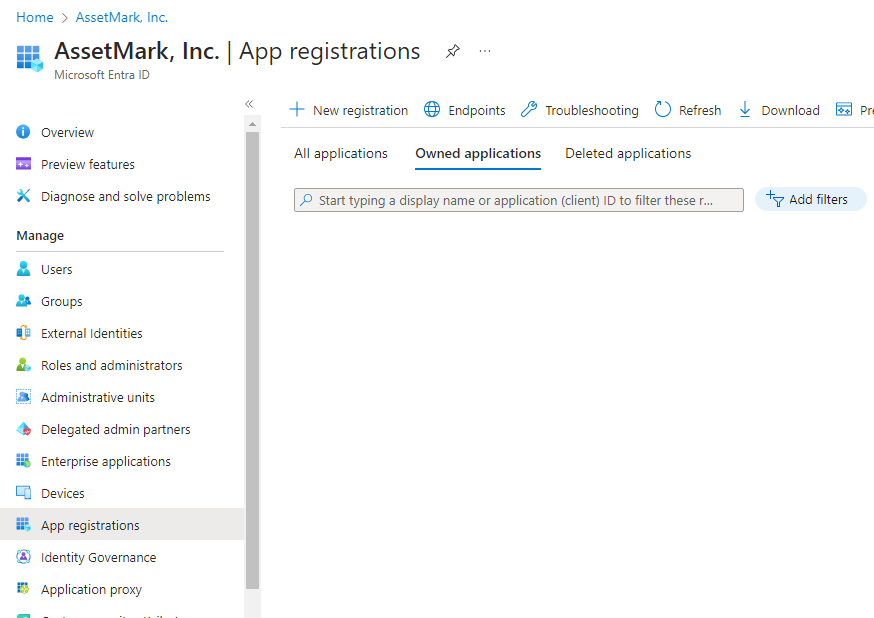 Home > AssetMark, Inc.
AssetMark, Inc. | App registrations
Microsoft Entra ID
Overview
Preview features
Diagnose and solve problems
Manage
Users
Groups
External Identities
Roles and administrators
Administrative units
Delegated admin partners
Enterprise applications
Devices
App registrations
Identity Governance
Application proxy
New registration Endpoints Troubleshooting Refresh Download
All applications Owned applications Deleted applications
Start typing a display name or application (client) ID to filter these r... Add filters